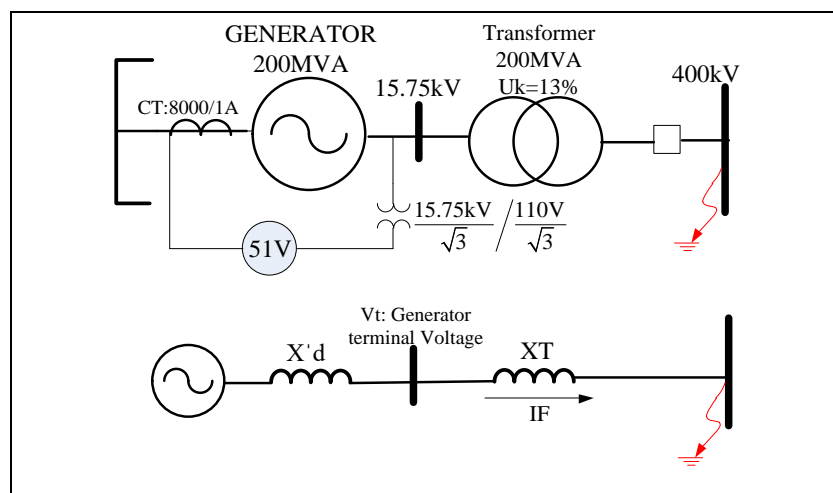 GENERATOR
200MVA
Transformer
200MVA
Uk=13%
15.75kV
400kV
CT:8000/1A
51V
15.75kV / 110V
√3 √3
Vt: Generator
terminal Voltage
X'd
XT
IF